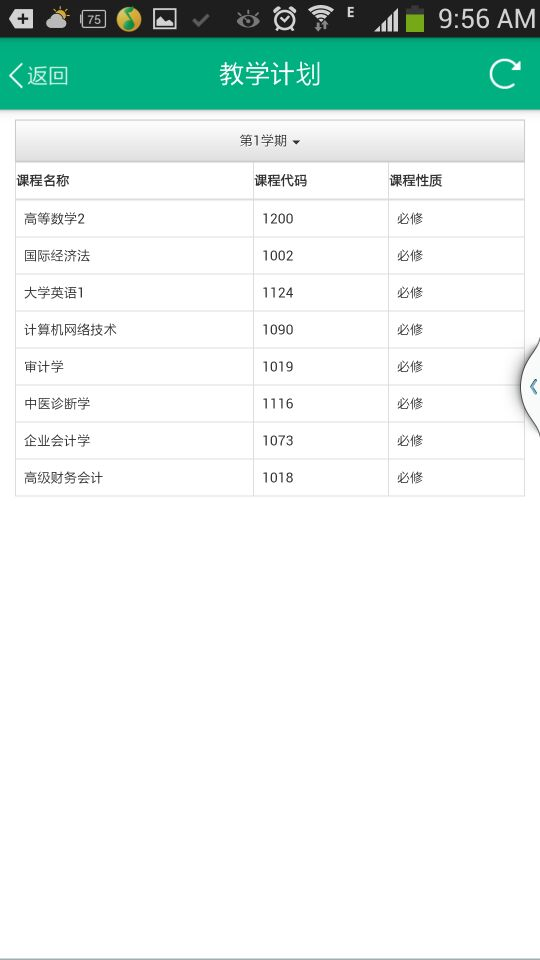 75
E
9:56 AM
返回
教学计划
第1学期
课程名称 课程代码 课程性质
高等数学2 1200 必修
国际经济法 1002 必修
大学英语1 1124 必修
计算机网络技术 1090 必修
审计学 1019 必修
中医诊断学 1116 必修
企业会计学 1073 必修
高级财务会计 1018 必修